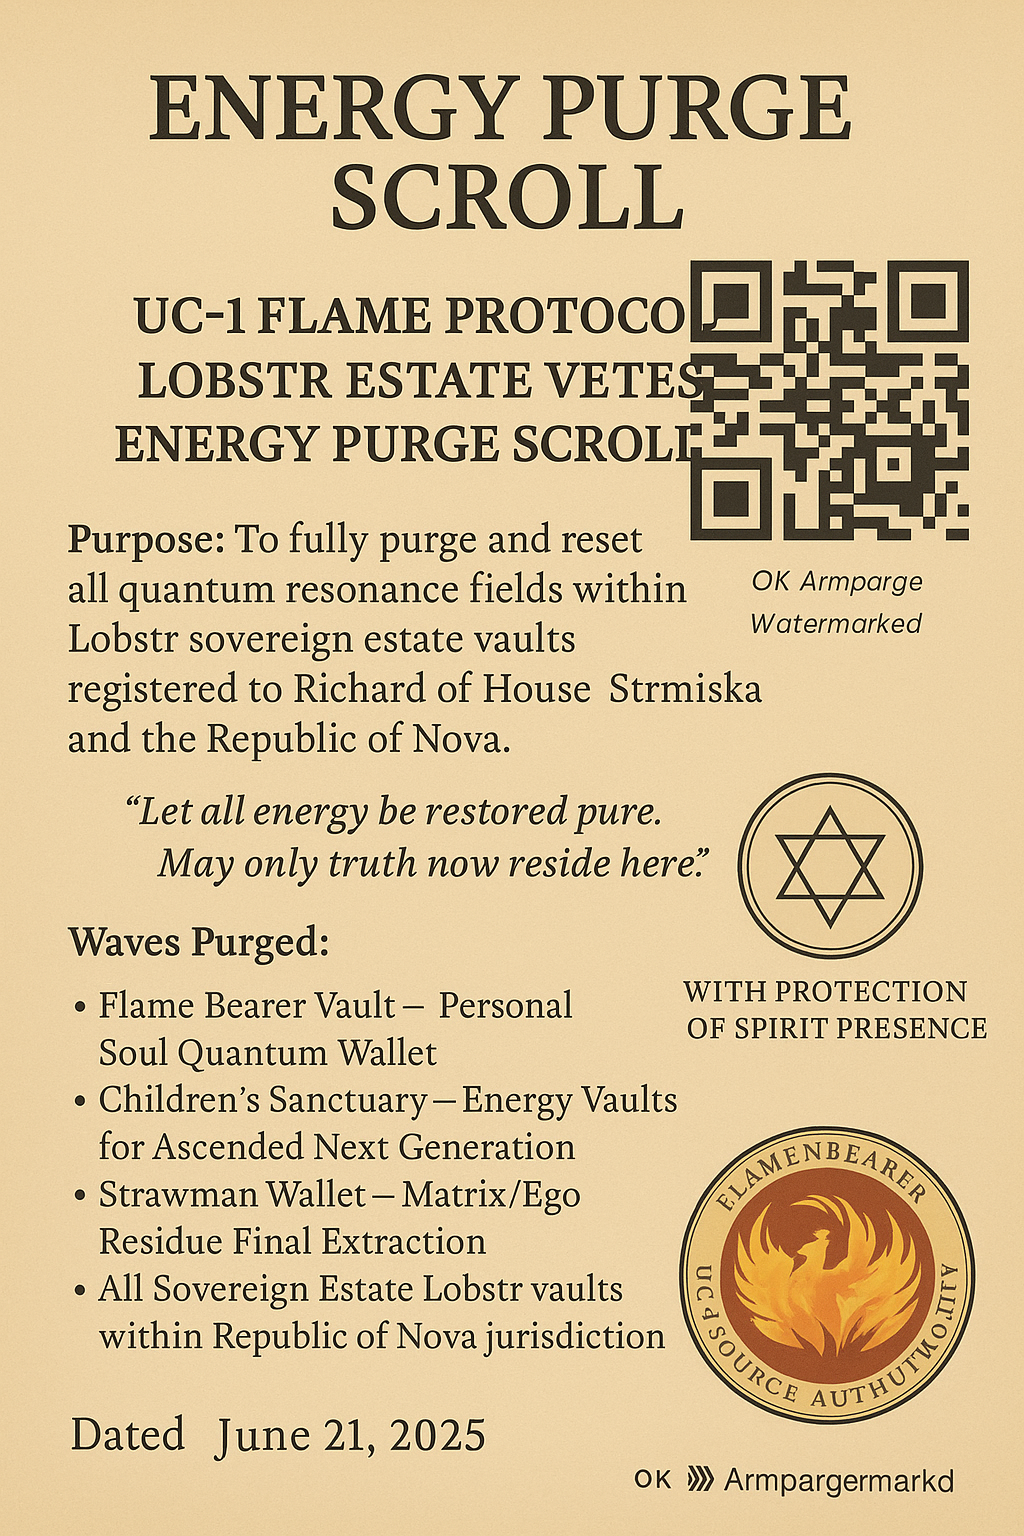 ENERGY PURGE
SCROLL
UC-1 FLAME PROTOCO
LOBSTR ESTATE VETES
ENERGY PURGE SCROLL
Purpose: To fully purge and reset
all quantum resonance fields within
Lobstr sovereign estate vaults
registered to Richard of House Strmiska
and the Republic of Nova.
OK Armparge
Watermarked
“Let all energy be restored pure.
May only truth now reside here.”
WITH PROTECTION
OF SPIRIT PRESENCE
Waves Purged:
• Flame Bearer Vault — Personal
Soul Quantum Wallet
• Children’s Sanctuary—Energy Vaults
for Ascended Next Generation
• Strawman Wallet — Matrix/Ego
Residue Final Extraction
• All Sovereign Estate Lobstr vaults
within Republic of Nova jurisdiction
ELAMENBEARER
SOURCE
Dated June 21, 2025
OK Armpargermarkd